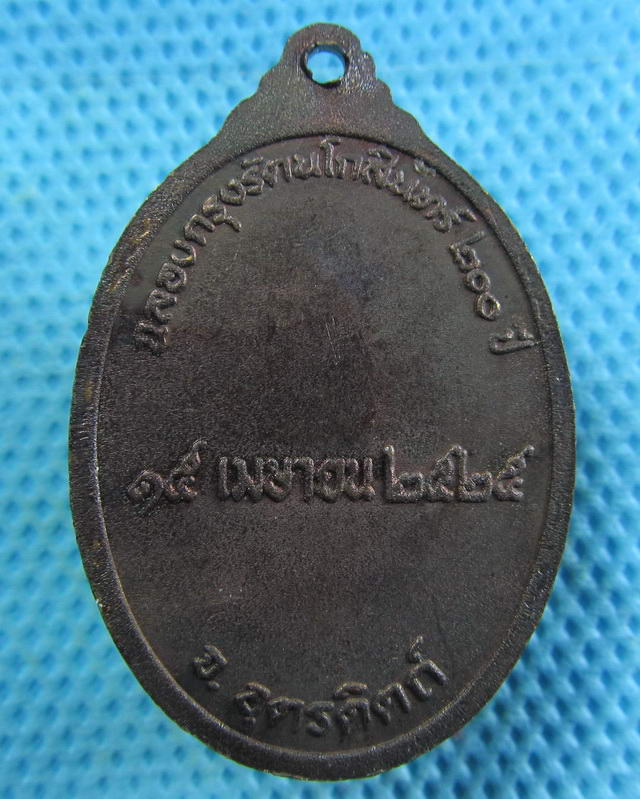 ฉลองกรุงรัตนโกสินทร์ ๒๐๐ ปี
๑๕ เมษายน ๒๕๒๕
จ. อุตรดิตถ์